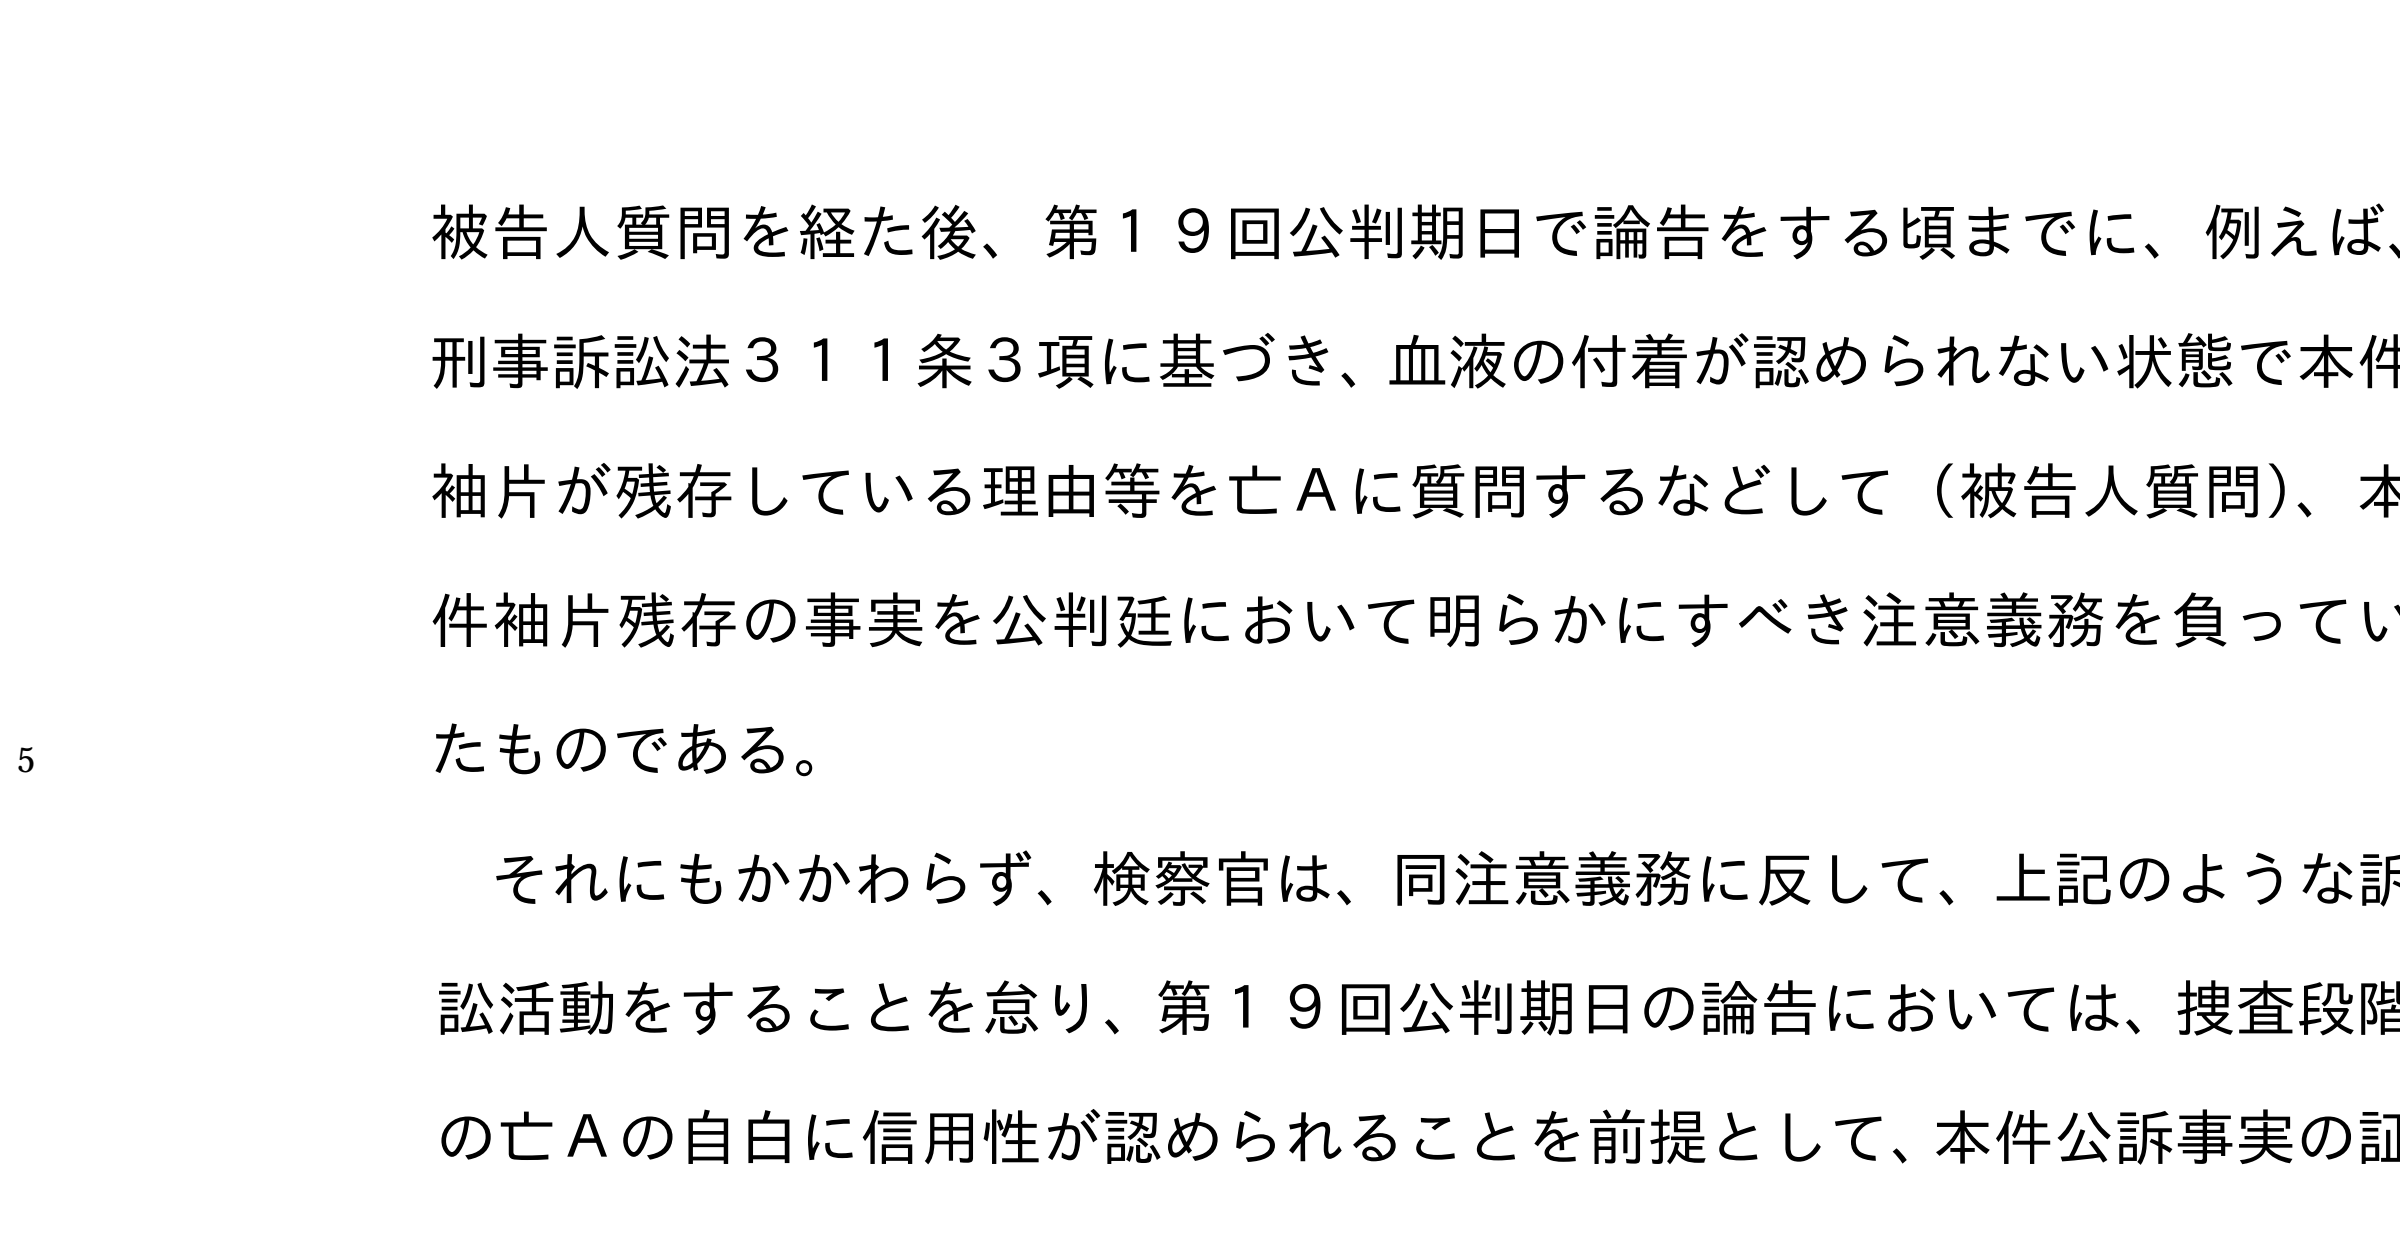 被告人質問を経た後、第１９回公判期日で論告をする頃までに、例えば、
刑事訴訟法３１１条３項に基づき、血液の付着が認められない状態で本件
袖片が残存している理由等を亡Ａに質問するなどして（被告人質問）、本
件袖片残存の事実を公判廷において明らかにすべき注意義務を負ってい
5 たものである。
　それにもかかわらず、検察官は、同注意義務に反して、上記のような訴
訟活動をすることを怠り、第１９回公判期日の論告においては、捜査段階
の亡Ａの自白に信用性が認められることを前提として、本件公訴事実の証